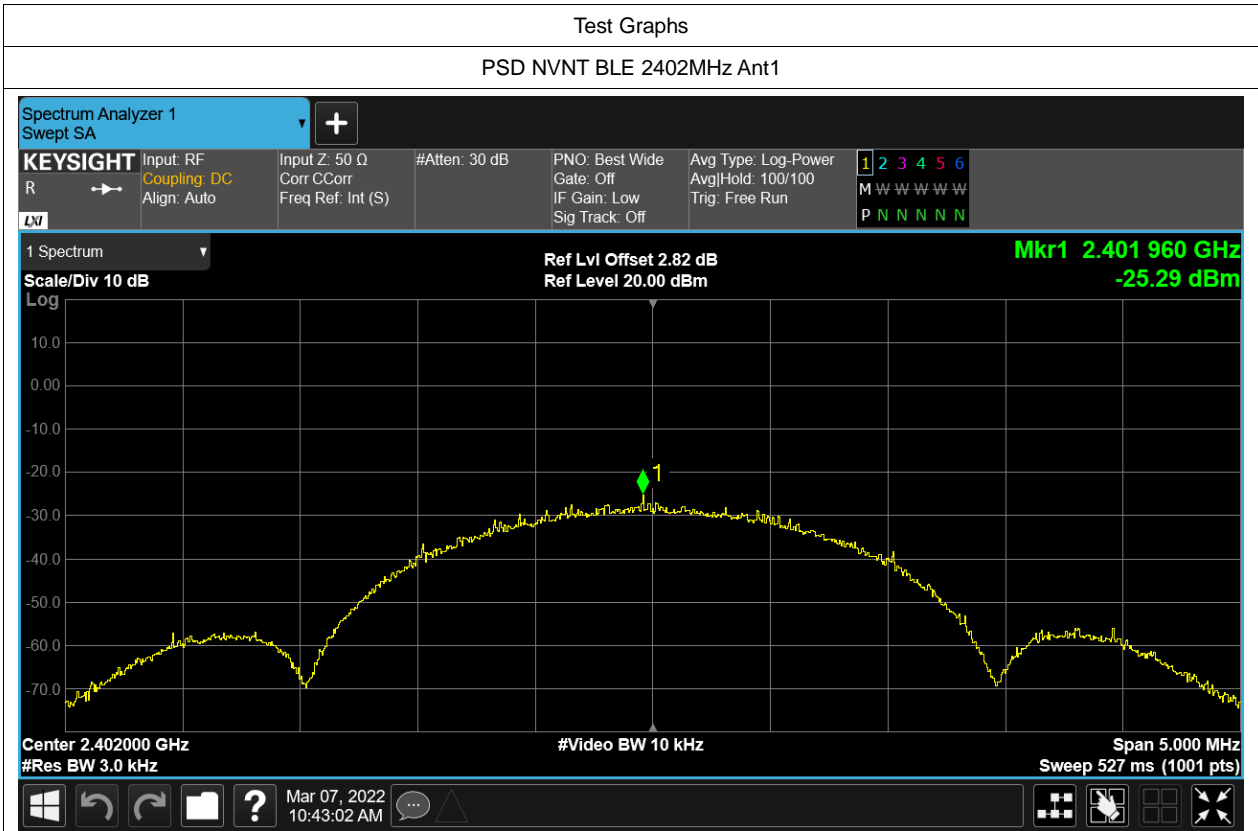 Test Graphs
PSD NVNT BLE 2402MHz Ant1
Spectrum Analyzer 1
Swept SA
KEYSIGHT
R
LXI
Input: RF
Coupling: DC
Align: Auto
Input Z: 50 Ω
Corr CCorr
Freq Ref: Int (S)
#Atten: 30 dB
PNO: Best Wide
Gate: Off
IF Gain: Low
Sig Track: Off
Avg Type: Log-Power
Avg|Hold: 100/100
Trig: Free Run
1 2 3 4 5 6
M W W W W W
P N N N N N
1 Spectrum
Scale/Div 10 dB
Log
Ref Lvl Offset 2.82 dB
Ref Level 20.00 dBm
Mkr1 2.401 960 GHz
-25.29 dBm
10.0
0.00
-10.0
-20.0
-30.0
-40.0
-50.0
-60.0
-70.0
1
Center 2.402000 GHz
#Res BW 3.0 kHz
#Video BW 10 kHz
Span 5.000 MHz
Sweep 527 ms (1001 pts)
?
Mar 07, 2022
10:43:02 AM